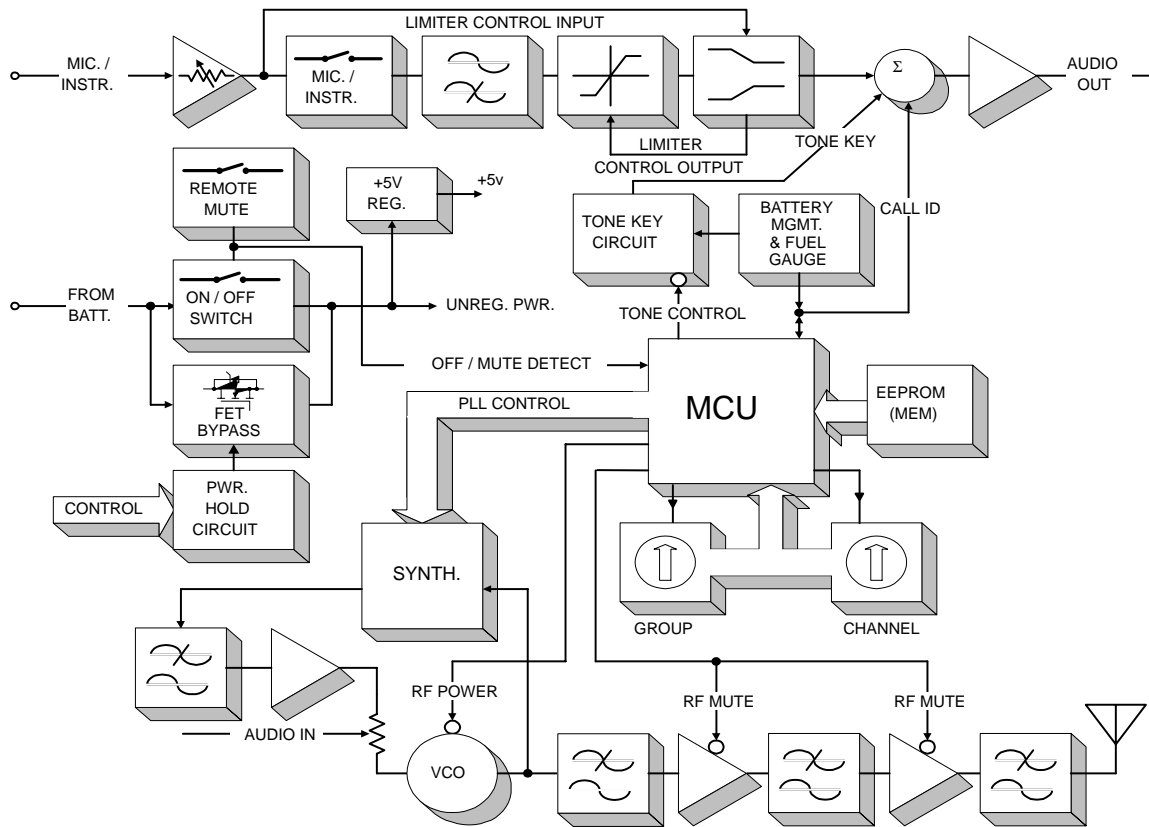 LIMITER CONTROL INPUT
MIC. /
INSTR.
MIC. /
INSTR.
Σ
AUDIO
OUT
LIMITER
CONTROL OUTPUT
TONE KEY
REMOTE
MUTE
+5V
REG.
+5v
TONE KEY
CIRCUIT
BATTERY
MGMT.
& FUEL
GAUGE
CALL ID
FROM
BATT.
ON / OFF
SWITCH
UNREG. PWR.
TONE CONTROL
OFF / MUTE DETECT
FET
BYPASS
PLL CONTROL
MCU
EEPROM
(MEM)
CONTROL
PWR.
HOLD
CIRCUIT
SYNTH.
GROUP
CHANNEL
RF POWER
RF MUTE
RF MUTE
AUDIO IN
VCO